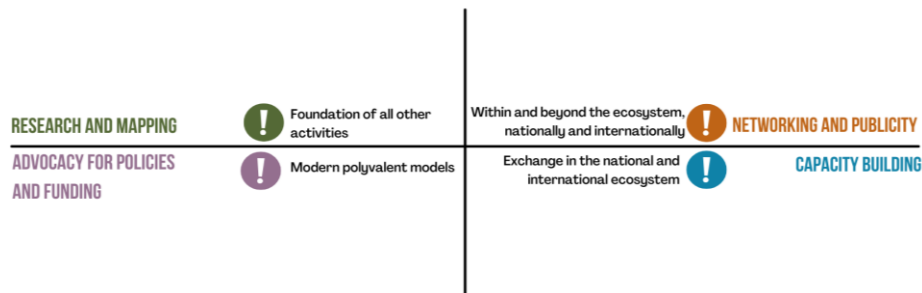 RESEARCH AND MAPPING
Foundation of all other
activities
Within and beyond the ecosystem,
nationally and internationally
NETWORKING AND PUBLICITY
ADVOCACY FOR POLICIES
AND FUNDING
Modern polyvalent models
Exchange in the national and
international ecosystem
CAPACITY BUILDING